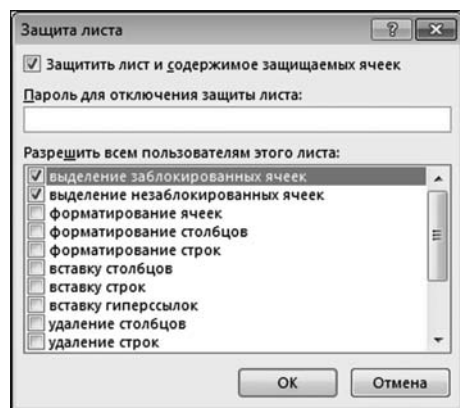 Защита листа
Защитить лист и содержимое защищаемых ячеек
Пароль для отключения защиты листа:
Разрешить всем пользователям этого листа:
выделение заблокированных ячеек
выделение незаблокированных ячеек
форматирование ячеек
форматирование столбцов
форматирование строк
вставку столбцов
вставку строк
вставку гиперссылок
удаление столбцов
удаление строк
ОК Отмена